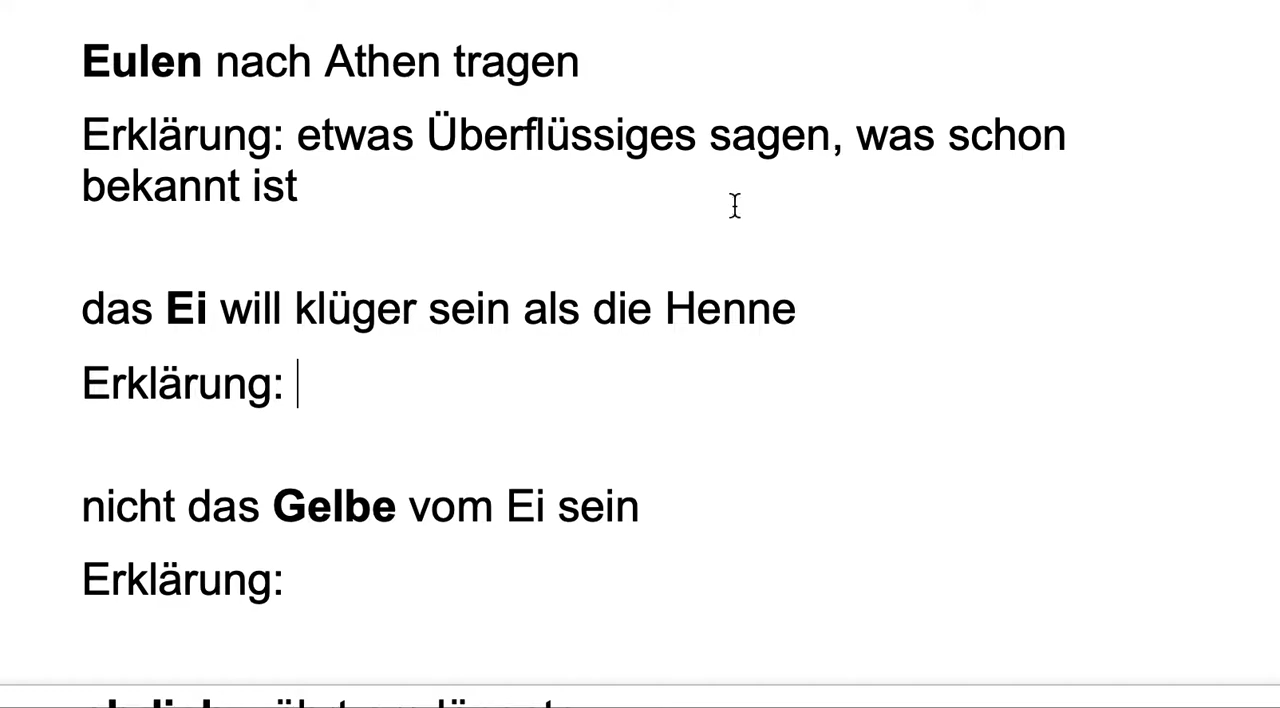 Eulen nach Athen tragen
Erklärung: etwas Überflüssiges sagen, was schon
bekannt ist
das Ei will klüger sein als die Henne
Erklärung:
nicht das Gelbe vom Ei sein
Erklärung: